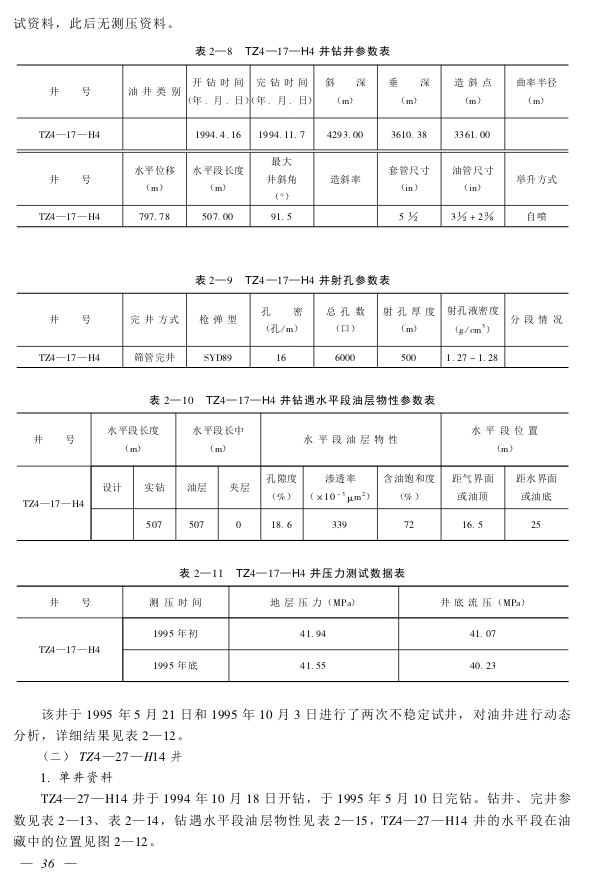 试资料，此后无测压资料。
表 2—8 TZ4—17—H4 井钻井参数表
井 号 油井类别 开钻时间(年.月.日) 完钻时间(年.月.日) 斜 深(m) 垂 深(m) 造斜点(m) 曲率半径(m)
TZ4—17—H4 1994.4.16 1994.11.7 4293.00 3610.38 3361.00
井 号 水平位移(m) 水平段长度(m) 最大井斜角(°) 造斜率 套管尺寸(in) 油管尺寸(in) 举升方式
TZ4—17—H4 797.78 507.00 91.5 5 ½ 3½+2⅜ 自喷
表 2—9 TZ4—17—H4 井射孔参数表
井 号 完井方式 枪弹型 孔 密(孔/m) 总孔数(口) 射孔厚度(m) 射孔液密度(g/cm³) 分段情况
TZ4—17—H4 筛管完井 SYD89 16 6000 500 1.27~1.28
表 2—10 TZ4—17—H4 井钻遇水平段油层物性参数表
井 号 水平段长度(m) 水平段长中(m) 水平段油层物性 水平段位置(m)
TZ4—17—H4 设计 实钻 油层 夹层 孔隙度(%) 渗透率(×10⁻³μm²) 含油饱和度(%) 距气界面或油顶 距水界面或油底
507 507 0 18.6 339 72 16.5 25
表 2—11 TZ4—17—H4 井压力测试数据表
井 号 测压时间 地层压力(MPa) 井底流压(MPa)
TZ4—17—H4 1995 年初 41.94 41.07
1995 年底 41.55 40.23
该井于 1995 年 5 月 21 日和 1995 年 10 月 3 日进行了两次不稳定试井，对油井进行动态
分析，详细结果见表 2—12。
（二）TZ4—27—H14 井
1. 单井资料
TZ4—27—H14 井于 1994 年 10 月 18 日开钻，于 1995 年 5 月 10 日完钻。钻井、完井参
数见表 2—13、表 2—14，钻遇水平段油层物性见表 2—15，TZ4—27—H14 井的水平段在油
藏中的位置见图 2—12。
— 36 —